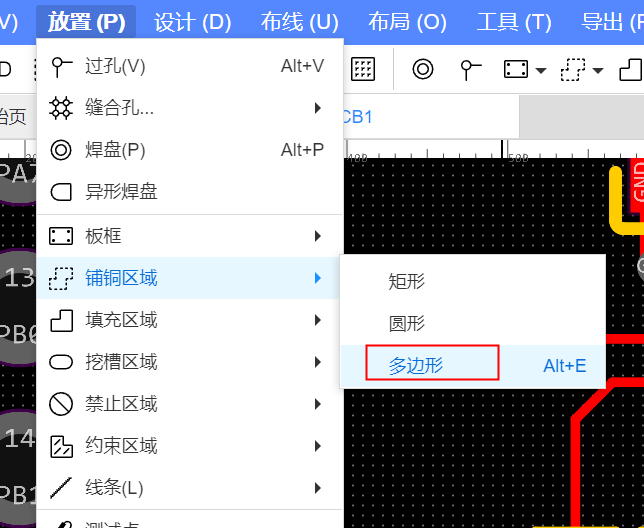 V) 放置 (P) 设计 (D) 布线 (U) 布局 (O) 工具 (T) 导出 (
过孔(V) Alt+V
缝合孔...
焊盘(P) Alt+P
异形焊盘
板框
铺铜区域
填充区域
挖槽区域
禁止区域
约束区域
线条(L)
测试点
矩形
圆形
多边形 Alt+E
始页
CB1
400
500
PA7
13
PB0
14
PB1
GND